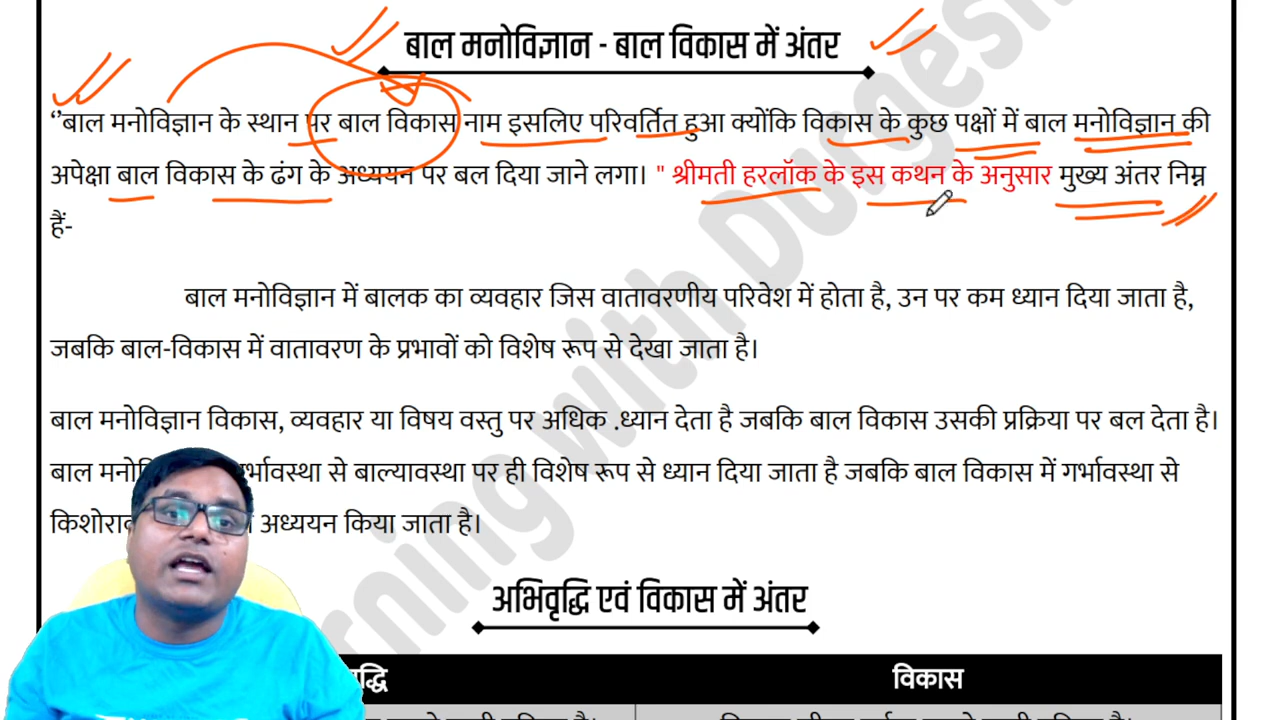 बाल मनोविज्ञान - बाल विकास में अंतर
‘’बाल मनोविज्ञान के स्थान पर बाल विकास नाम इसलिए परिवर्तित हुआ क्योंकि विकास के कुछ पक्षों में बाल मनोविज्ञान की
अपेक्षा बाल विकास के ढंग के अध्ययन पर बल दिया जाने लगा। " श्रीमती हरलॉक के इस कथन के अनुसार मुख्य अंतर निम्न
हैं-
बाल मनोविज्ञान में बालक का व्यवहार जिस वातावरणीय परिवेश में होता है, उन पर कम ध्यान दिया जाता है,
जबकि बाल-विकास में वातावरण के प्रभावों को विशेष रूप से देखा जाता है।
बाल मनोविज्ञान विकास, व्यवहार या विषय वस्तु पर अधिक .ध्यान देता है जबकि बाल विकास उसकी प्रक्रिया पर बल देता है।
बाल से बाल्यावस्था पर ही विशेष रूप से ध्यान दिया जाता है जबकि बाल विकास में गर्भावस्था से
अध्ययन किया जाता है।
अभिवृद्धि एवं विकास में अंतर
विकास